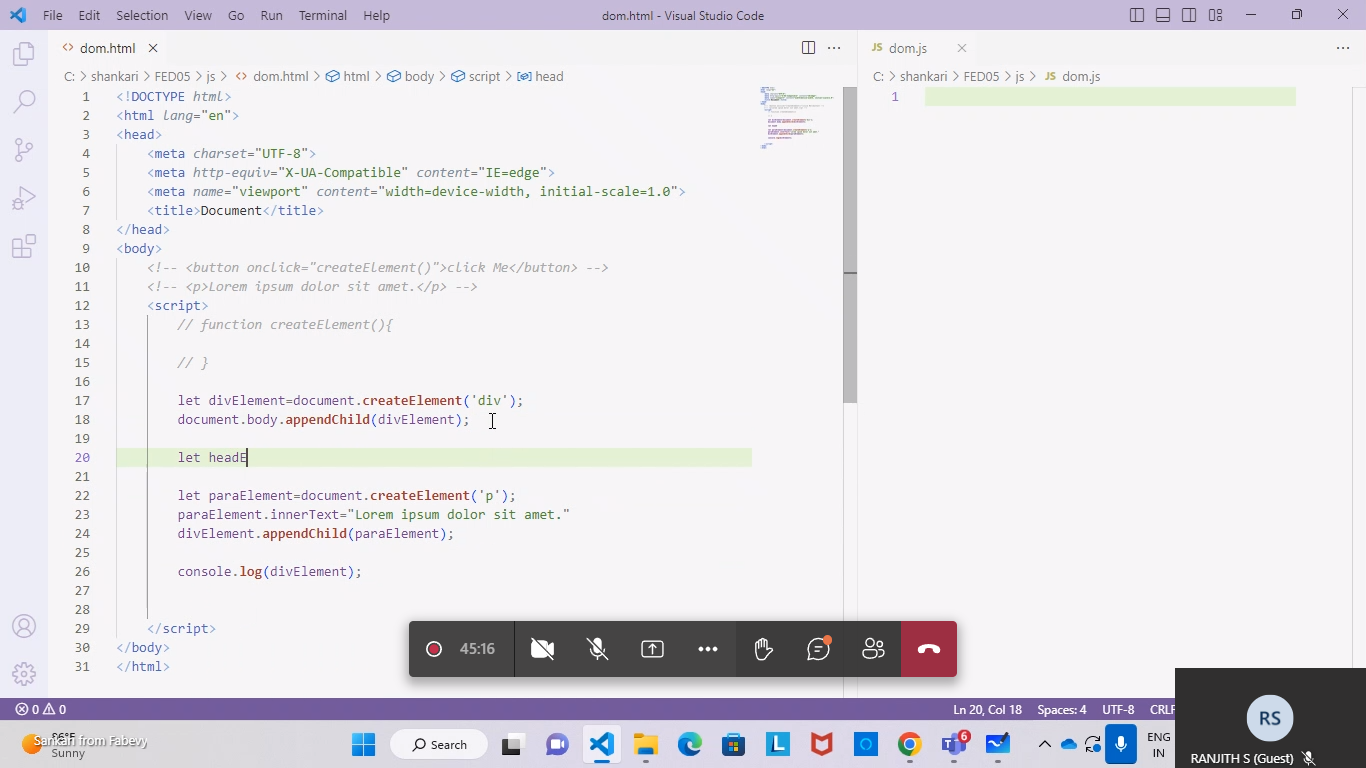 File Edit Selection View Go Run Terminal Help
dom.html - Visual Studio Code
<> dom.html ×
JS dom.js ×
C: > shankari > FED05 > js > <> dom.html > html > body > script > head
C: > shankari > FED05 > js > JS dom.js
1 <!DOCTYPE html>
2 <html lang="en">
3 <head>
4 <meta charset="UTF-8">
5 <meta http-equiv="X-UA-Compatible" content="IE=edge">
6 <meta name="viewport" content="width=device-width, initial-scale=1.0">
7 <title>Document</title>
8 </head>
9 <body>
10 <!-- <button onclick="createElement()">click Me</button> -->
11 <!-- <p>Lorem ipsum dolor sit amet.</p> -->
12 <script>
13 // function createElement(){
14
15 // }
16
17 let divElement=document.createElement('div');
18 document.body.appendChild(divElement);
19
20 let headE
21
22 let paraElement=document.createElement('p');
23 paraElement.innerText="Lorem ipsum dolor sit amet."
24 divElement.appendChild(paraElement);
25
26 console.log(divElement);
27
28
29 </script>
30 </body>
31 </html>
1
45:16
0 0
Ln 20, Col 18 Spaces: 4 UTF-8 CRLF
RS
RANJITH S (Guest)
Sankari from Fabevy
Sunny
Search
L
6
ENG
IN